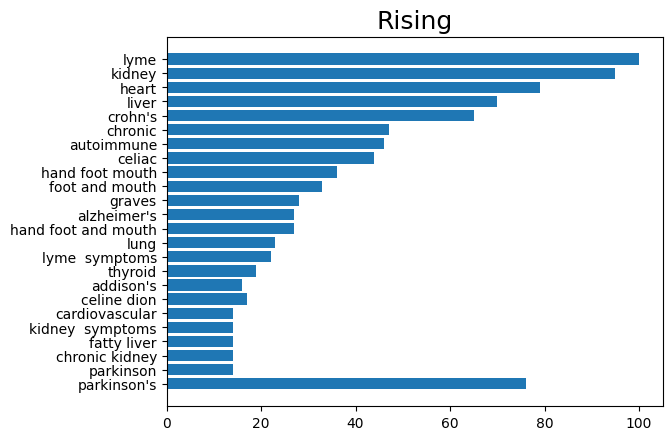 Rising
lyme
kidney
heart
liver
crohn's
chronic
autoimmune
celiac
hand foot mouth
foot and mouth
graves
alzheimer's
hand foot and mouth
lung
lyme  symptoms
thyroid
addison's
celine dion
cardiovascular
kidney  symptoms
fatty liver
chronic kidney
parkinson
parkinson's
0 20 40 60 80 100